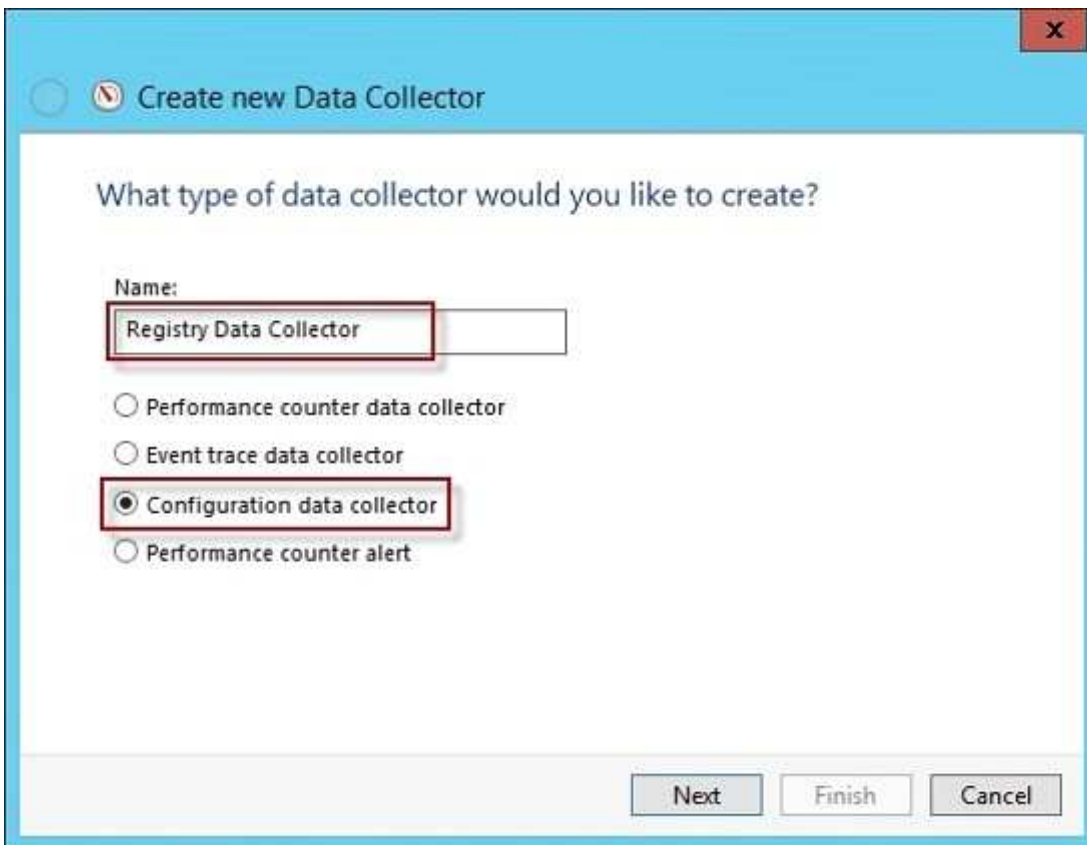 x
Create new Data Collector
What type of data collector would you like to create?
Name:
Registry Data Collector
Performance counter data collector
Event trace data collector
Configuration data collector
Performance counter alert
Next Finish Cancel